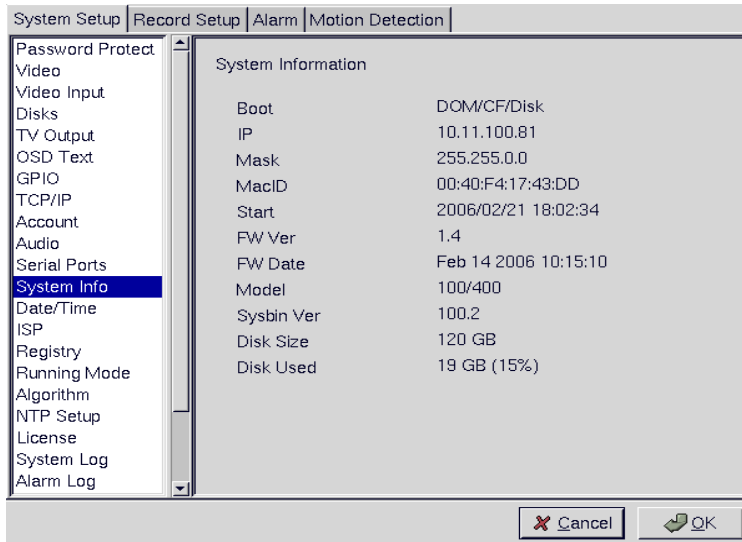 System Setup Record Setup Alarm Motion Detection
Password Protect
Video
Video Input
Disks
TV Output
OSD Text
GPIO
TCP/IP
Account
Audio
Serial Ports
System Info
Date/Time
ISP
Registry
Running Mode
Algorithm
NTP Setup
License
System Log
Alarm Log
System Information
Boot DOM/CF/Disk
IP 10.11.100.81
Mask 255.255.0.0
MacID 00:40:F4:17:43:DD
Start 2006/02/21 18:02:34
FW Ver 1.4
FW Date Feb 14 2006 10:15:10
Model 100/400
Sysbin Ver 100.2
Disk Size 120 GB
Disk Used 19 GB (15%)
Cancel OK